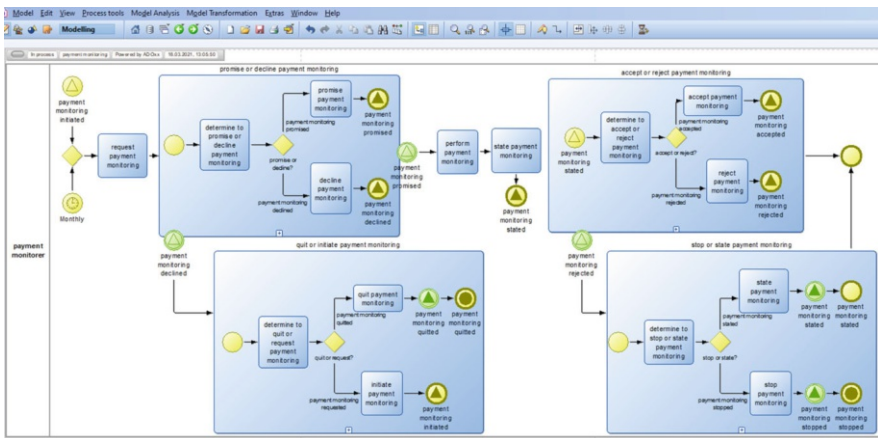 Model Edit View Process tools Model Analysis Model Transformation Extras Window Help
Modelling
In process payment monitoring Powered by ADOxx
promise or decline payment monitoring
accept or reject payment monitoring
payment
monitoring
initiated
request
payment
monitoring
Monthly
determine to
promise or
decline
payment
monitoring
payment monitoring
promised
promise or
decline?
payment monitoring
declined
promise
payment
monitoring
payment
monitoring
promised
decline
payment
monitoring
payment
monitoring
declined
payment
monitoring
promised
perform
payment
monitoring
state payment
monitoring
payment
monitoring
stated
payment
monitoring
stated
determine to
accept or
reject
payment
monitoring
payment monitoring
accepted
accept or reject?
payment monitoring
rejected
accept payment
monitoring
payment
monitoring
accepted
reject
payment
monitoring
payment
monitoring
rejected
payment
monitorer
payment
monitoring
declined
quit or initiate payment monitoring
determine to
quit or
request
payment
monitoring
payment monitoring
quitted
quit or request?
payment monitoring
requested
quit payment
monitoring
payment
monitoring
quitted
payment
monitoring
quitted
initiate
payment
monitoring
payment
monitoring
initiated
payment
monitoring
rejected
stop or state payment monitoring
determine to
stop or state
payment
monitoring
payment monitoring
stated
stop or state?
payment monitoring
stopped
state
payment
monitoring
payment
monitoring
stated
payment
monitoring
stated
stop
payment
monitoring
payment
monitoring
stopped
payment
monitoring
stopped